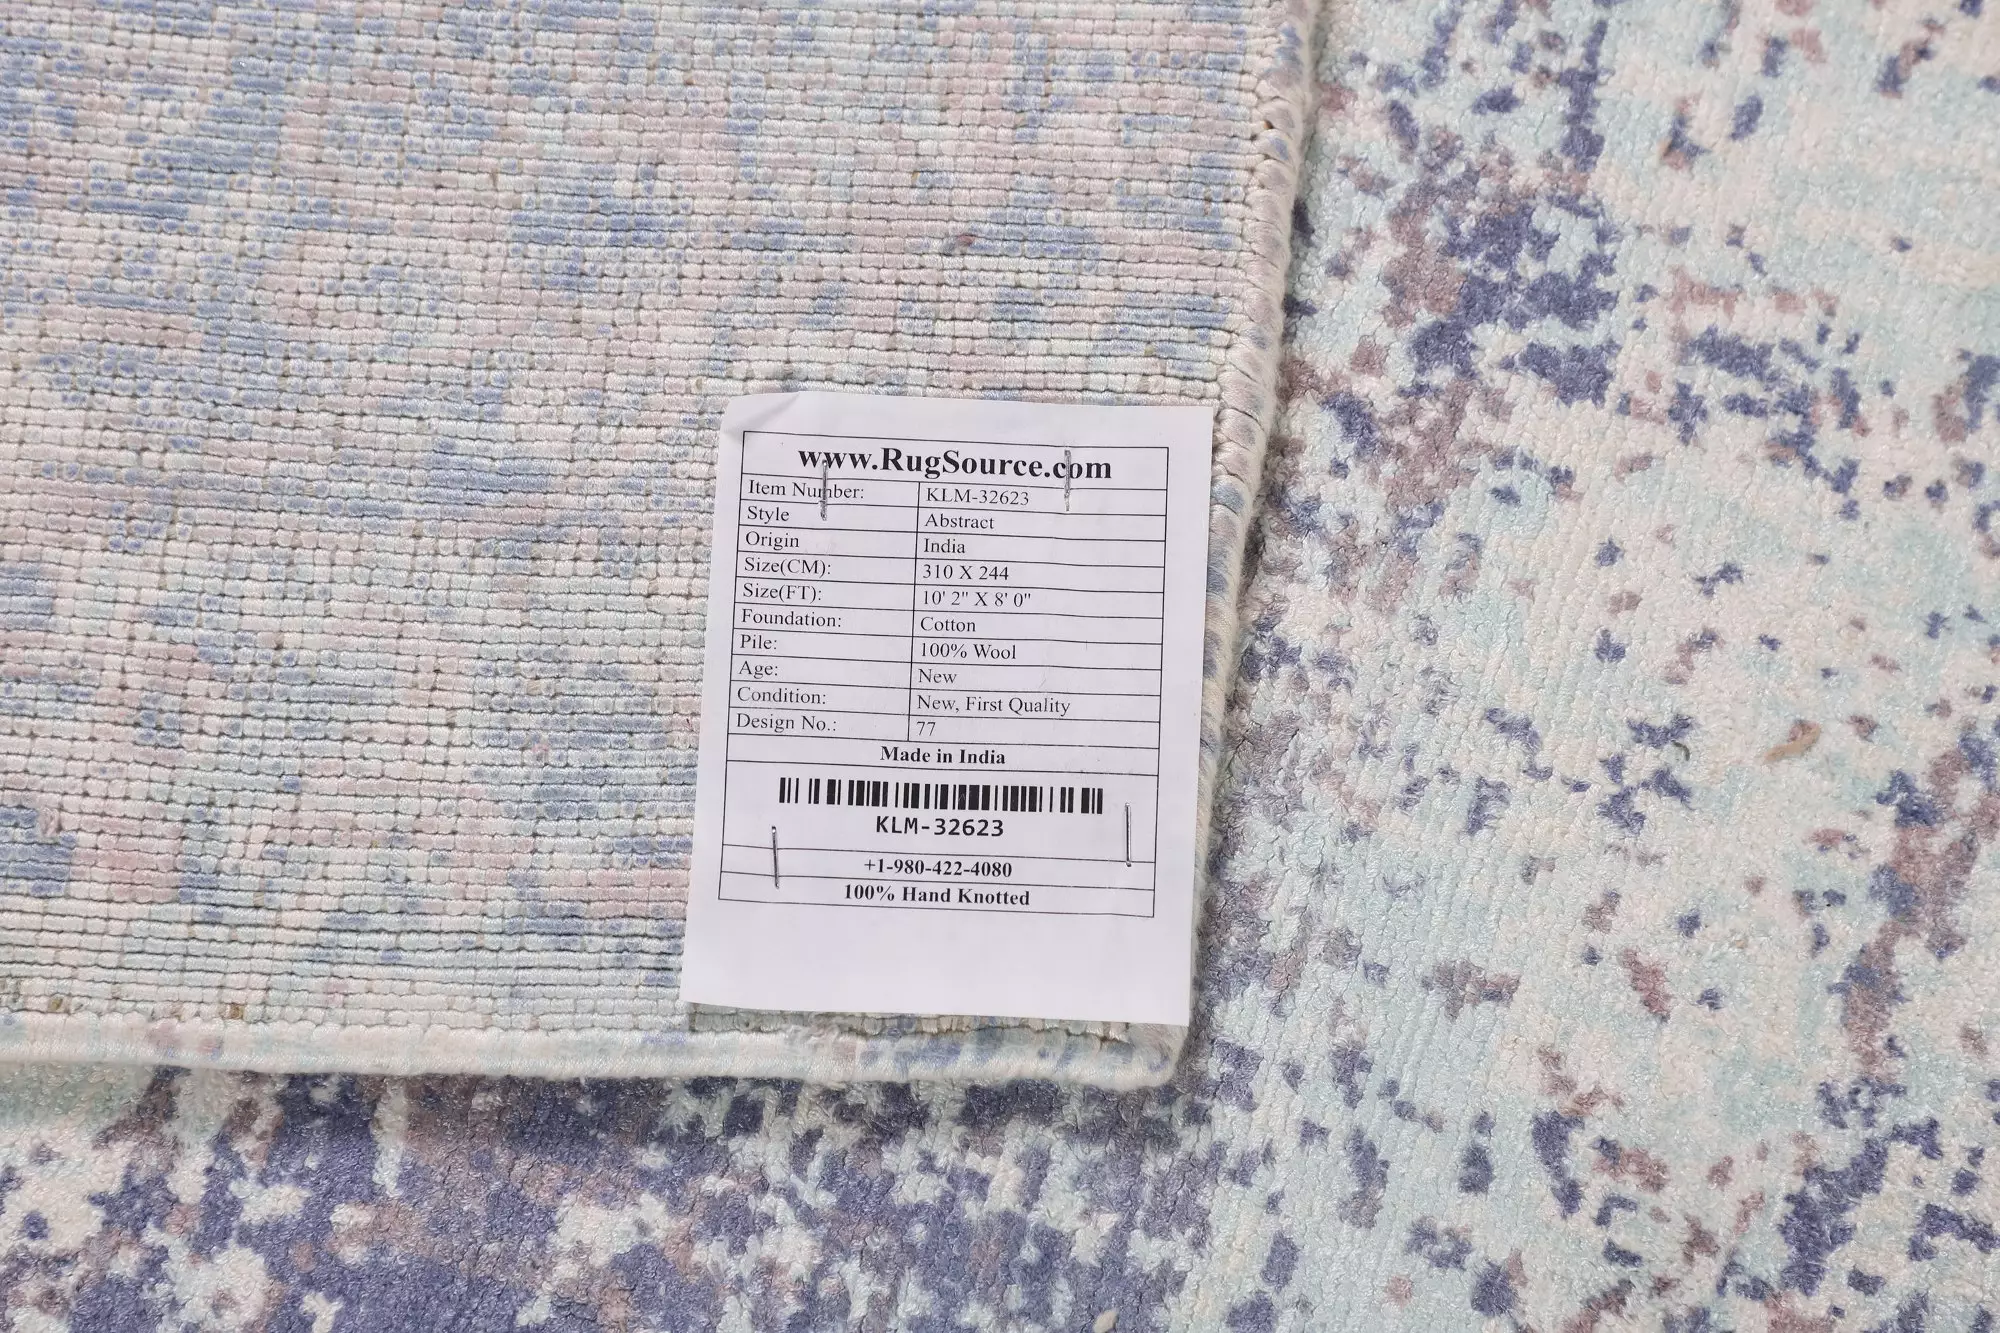 www.RugSource.com
Item Number: KLM-32623
Style Abstract
Origin India
Size(CM): 310 X 244
Size(FT): 10' 2" X 8' 0"
Foundation: Cotton
Pile: 100% Wool
Age: New
Condition: New, First Quality
Design No.: 77
Made in India
KLM-32623
+1-980-422-4080
100% Hand Knotted